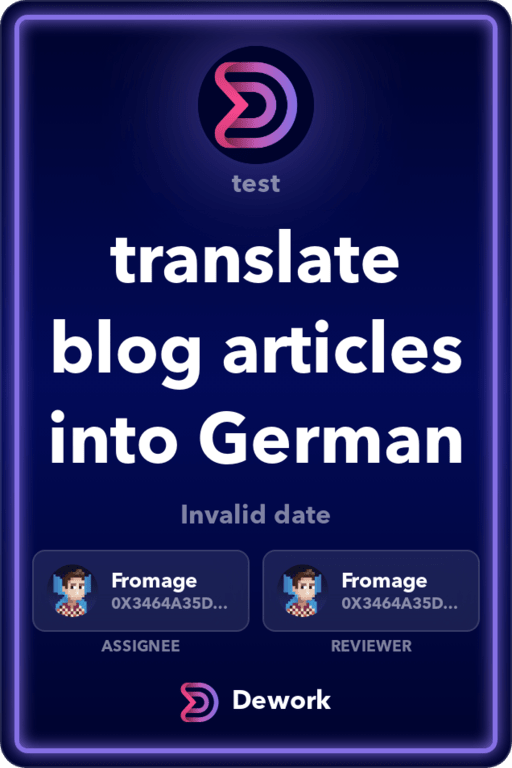 test
translate
blog articles
into German
Invalid date
Fromage
0X3464A35D...
Fromage
0X3464A35D...
ASSIGNEE
REVIEWER
Dework